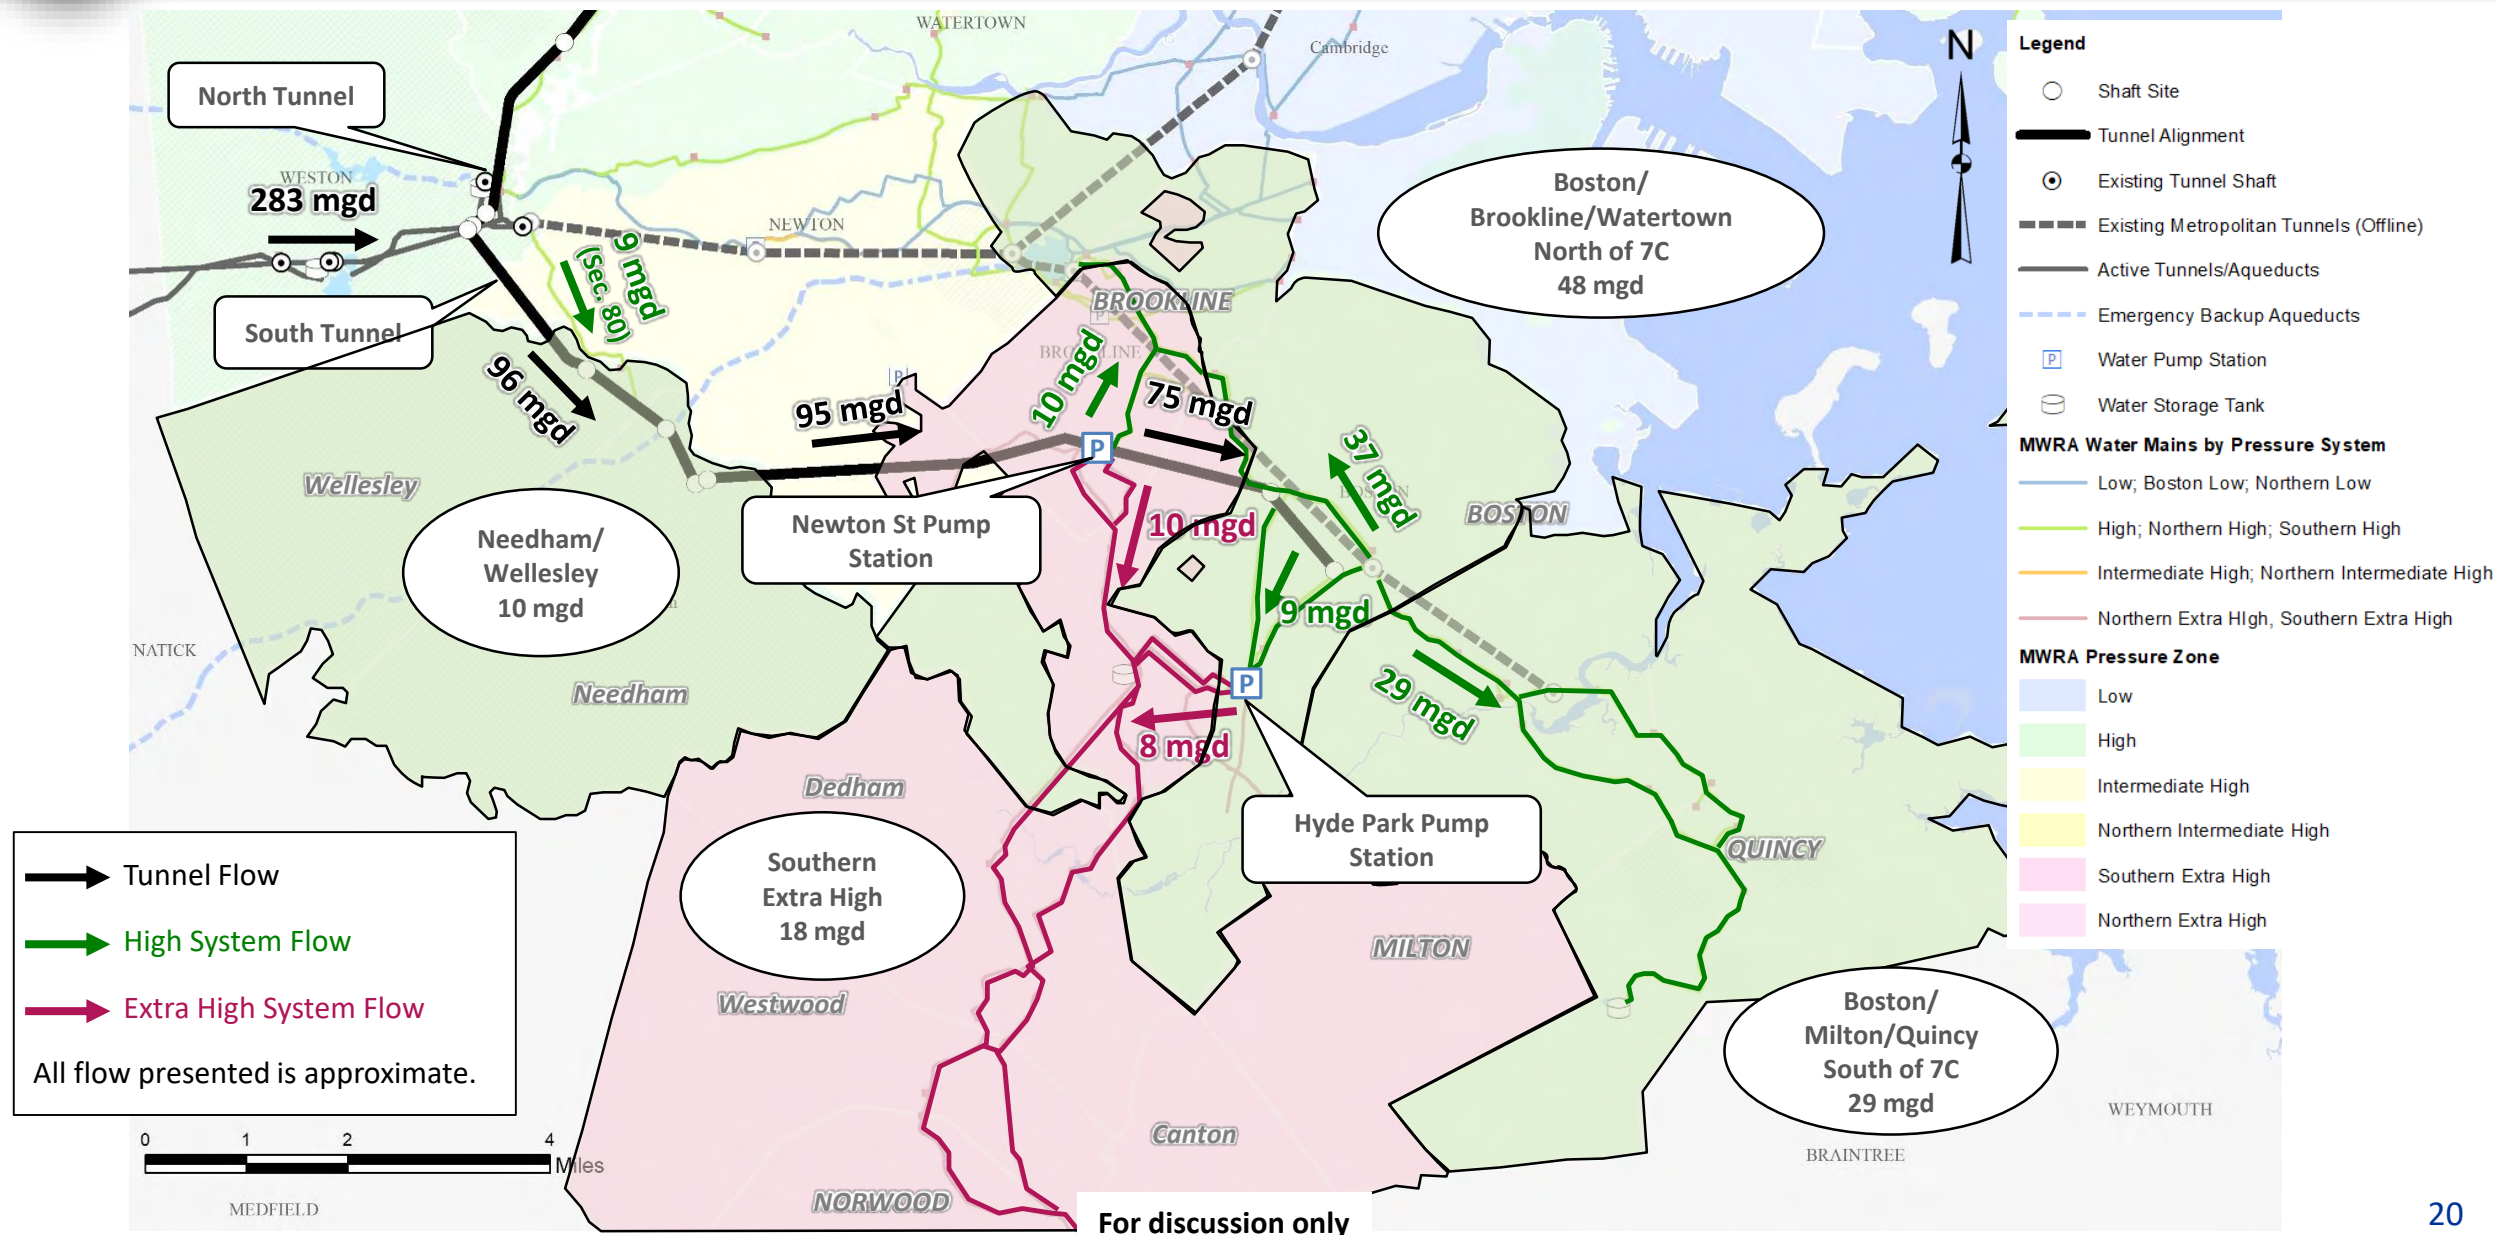 WATERTOWN
Cambridge
N
North Tunnel
WESTON
283 mgd
NEWTON
9 mgd
(Sec. 80)
South Tunnel
96 mgd
Boston/
Brookline/Watertown
North of 7C
48 mgd
BROOKLINE
P
10 mgd
75 mgd
P
95 mgd
P
37 mgd
BOSTON
Wellesley
Needham/
Wellesley
10 mgd
Newton St Pump
Station
10 mgd
9 mgd
NATICK
Needham
P
29 mgd
8 mgd
Dedham
Hyde Park Pump
Station
QUINCY
Southern
Extra High
18 mgd
MILTON
Westwood
Boston/
Milton/Quincy
South of 7C
29 mgd
Canton
WEYMOUTH
BRAINTREE
NORWOOD
MEDFIELD
Tunnel Flow
High System Flow
Extra High System Flow
All flow presented is approximate.
0 1 2 4
Miles
For discussion only
20
Legend
Shaft Site
Tunnel Alignment
Existing Tunnel Shaft
Existing Metropolitan Tunnels (Offline)
Active Tunnels/Aqueducts
Emergency Backup Aqueducts
P Water Pump Station
Water Storage Tank
MWRA Water Mains by Pressure System
Low; Boston Low; Northern Low
High; Northern High; Southern High
Intermediate High; Northern Intermediate High
Northern Extra HIgh, Southern Extra High
MWRA Pressure Zone
Low
High
Intermediate High
Northern Intermediate High
Southern Extra High
Northern Extra High